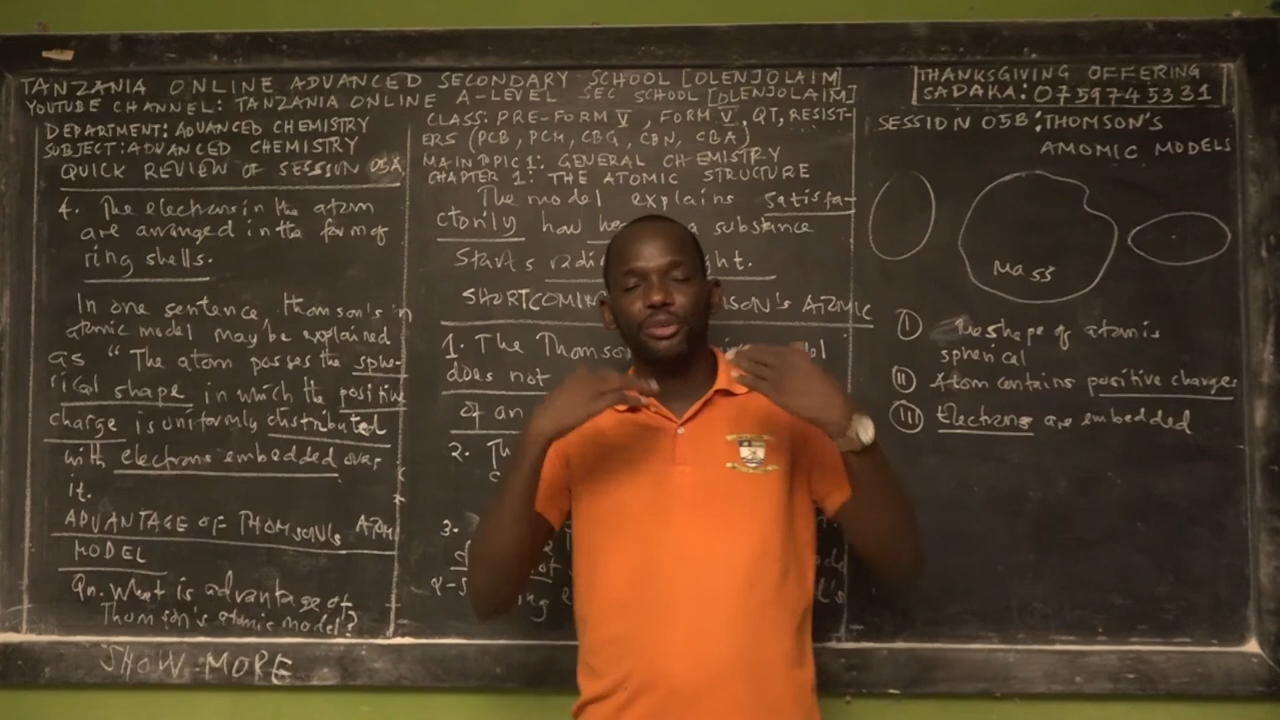 TANZANIA ONLINE ADVANCED SECONDARY SCHOOL [OLENJOLAIM]
YOUTUBE CHANNEL: TANZANIA ONLINE A-LEVEL SEC SCHOOL [OLENJOLAIM]
THANKSGIVING OFFERING
SADAKA: 0759745331
DEPARTMENT: ADVANCED CHEMISTRY
SUBJECT: ADVANCED CHEMISTRY
QUICK REVIEW OF SESSION 05A
4. The electrons in the atom
are arranged in the form of
ring shells.
In one sentence thomson's
atomic model may be explained
as " The atom posses the sphe-
rical shape in which the positive
charge is uniformly distributed
with electrons embedded over
it.
ADVANTAGE OF THOMSON'S ATOMI
MODEL
Qn. What is advantage of
Thomson's atomic model?
SHOW MORE
CLASS: PRE-FORM V, FORM V, QT, RESIST-
ERS (PCB, PCM, CBG, CBN, CBA)
MAIN TOPIC 1: GENERAL CHEMISTRY
CHAPTER 1: THE ATOMIC STRUCTURE
The model explains satisfa-
ctorily how a substance
starts
ATOMIC
1. The
does not
of an
2.
3.
SESSION 05B: THOMSON'S
AMOMIC MODELS
Mass
I The shape of atom is
spherical
II Atom contains positive charges
III Electrons are embedded